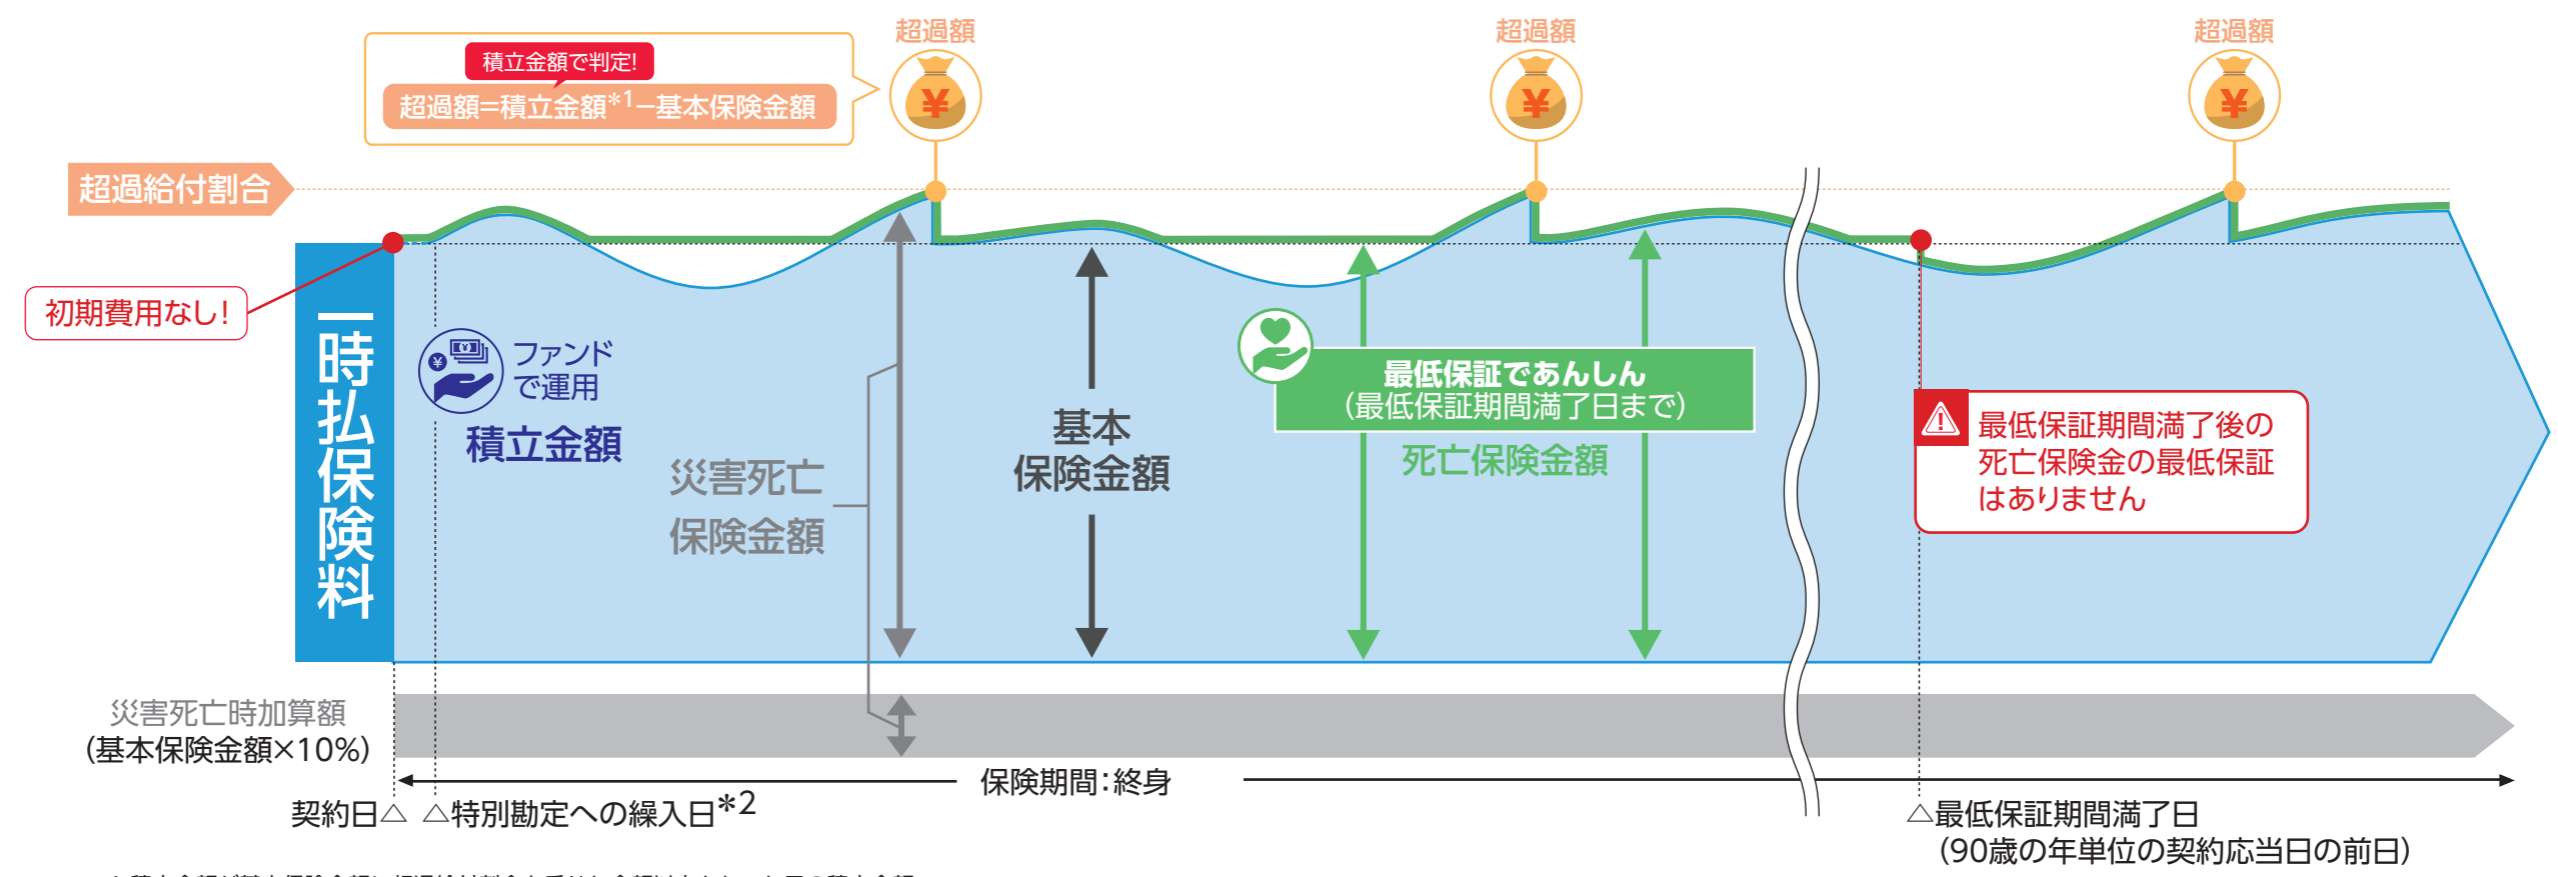 超過額
超過額
超過額
積立金額で判定!
超過額=積立金額*1−基本保険金額
¥
¥
¥
超過給付割合
初期費用なし!
一時払保険料
¥
¥
ファンド
で運用
積立金額
災害死亡
保険金額
基本
保険金額
最低保証であんしん
(最低保証期間満了日まで)
死亡保険金額
!
最低保証期間満了後の
死亡保険金の最低保証
はありません
災害死亡時加算額
(基本保険金額×10%)
保険期間:終身
契約日△
△特別勘定への繰入日*2
△最低保証期間満了日
(90歳の年単位の契約応当日の前日)